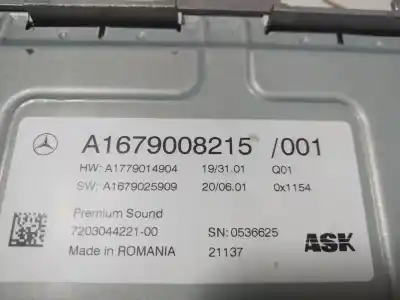 A1679008215 /001
HW: A1779014904 19/31.01 Q01
SW: A1679025909 20/06.01 0x1154
Premium Sound
7203044221-00 SN: 0536625
Made in ROMANIA 21137 ASK